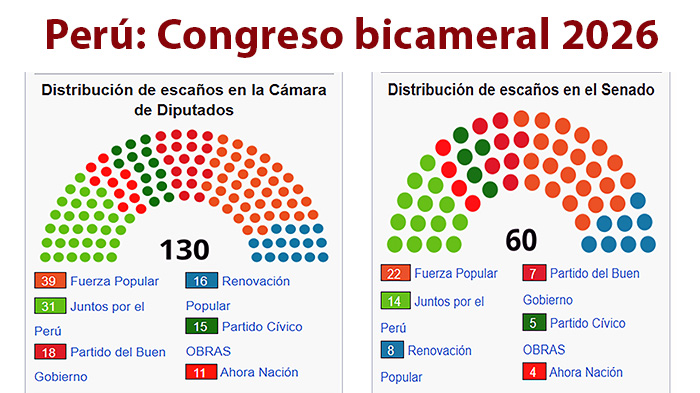 Perú: Congreso bicameral 2026
Distribución de escaños en la Cámara
de Diputados
130
39 Fuerza Popular
31 Juntos por el
Perú
18 Partido del Buen
Gobierno
16 Renovación
Popular
15 Partido Cívico
OBRAS
11 Ahora Nación
Distribución de escaños en el Senado
60
22 Fuerza Popular
14 Juntos por el
Perú
8 Renovación
Popular
7 Partido del Buen
Gobierno
5 Partido Cívico
OBRAS
4 Ahora Nación